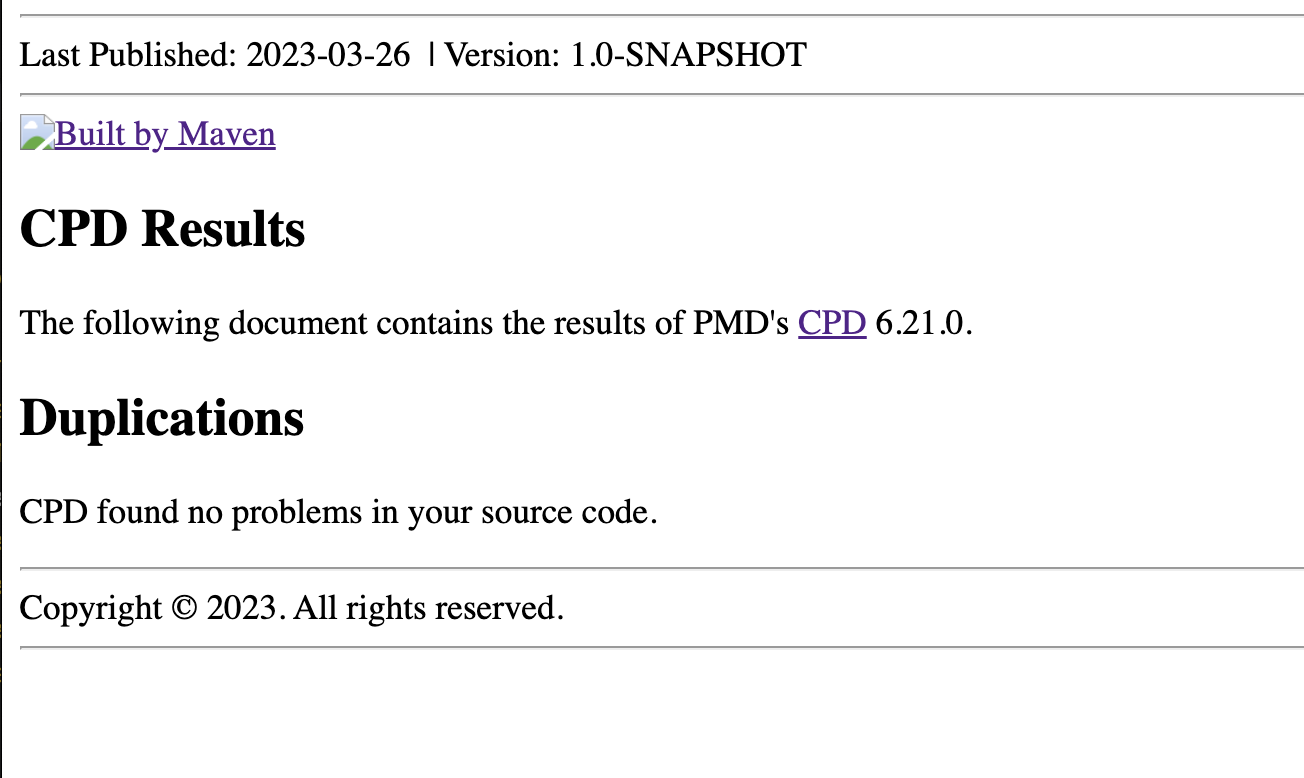 Last Published: 2023-03-26 | Version: 1.0-SNAPSHOT
Built by Maven
CPD Results
The following document contains the results of PMD's CPD 6.21.0.
Duplications
CPD found no problems in your source code.
Copyright © 2023. All rights reserved.